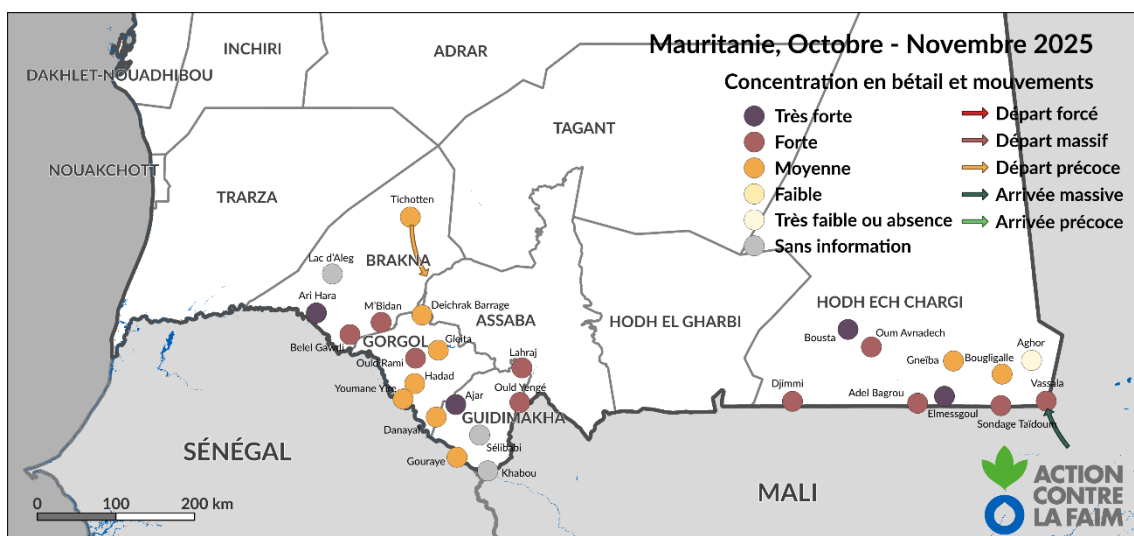 Mauritanie, Octobre - Novembre 2025
Concentration en bétail et mouvements
Très forte
Forte
Moyenne
Faible
Très faible ou absence
Sans information
Départ forcé
Départ massif
Départ précoce
Arrivée massive
Arrivée précoce
INCHIRI
ADRAR
DAKHLET-NOUADHIBOU
TAGANT
NOUAKCHOTT
TRARZA
Tichotten
BRAKNA
Lac d'Aleg
Ari Hara
M'Bidan
Deichrak Barrage
ASSABA
HODH EL GHARBI
HODH ECH CHARGI
Bousta
Oum Avnadech
Belel Gawdi
GORGOL
Gleita
Ould Rami
Lahraj
Gneïba
Bougligalle
Aghor
Hadad
Youmane Yire
Ould Yengé
Djimmi
Adel Bagrou
Vassala
Ajar
Elmessgoul
Danayal
GUIDIMAKHA
Sondage Taïdoum
Sélibabi
SÉNÉGAL
Gouraye
Khabou
MALI
0 100 200 km
ACTION
CONTRE
LA FAIM